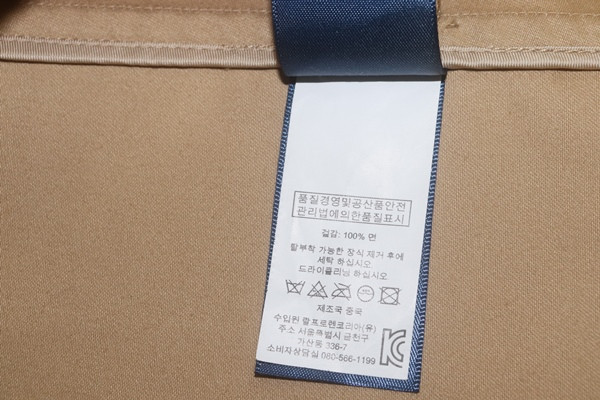 품질경영및공산품안전
관리법에의한품질표시
겉감: 100% 면
탈부착 가능한 장식 제거 후에
세탁 하십시오.
드라이클리닝 하십시오.
제조국 중국
수입원 랄프로렌코리아(유)
주소 서울특별시 금천구
가산동 336-7
소비자상담실 080-566-1199